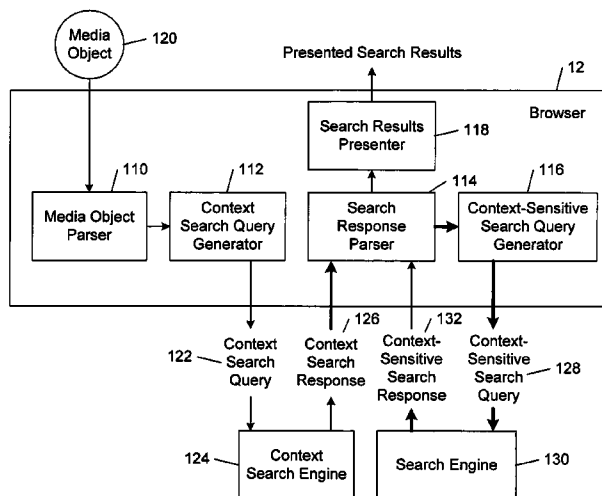 Media
Object
120
Presented Search Results
12
Browser
Search Results
Presenter
118
110
112
114
116
Media Object
Parser
Context
Search Query
Generator
Search
Response
Parser
Context-Sensitive
Search Query
Generator
122
Context
Search
Query
126
Context
Search
Response
132
Context-
Sensitive
Search
Response
Context-
Sensitive
Search
Query
128
124
Context
Search Engine
Search Engine
130